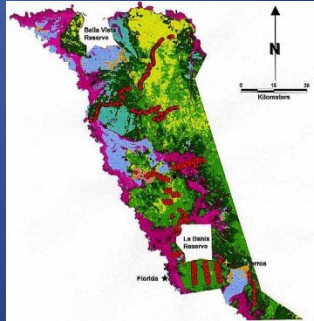 Bella Vista
Reserve
N
0
15
30
Kilometers
La Bahia
Reserve
Florida